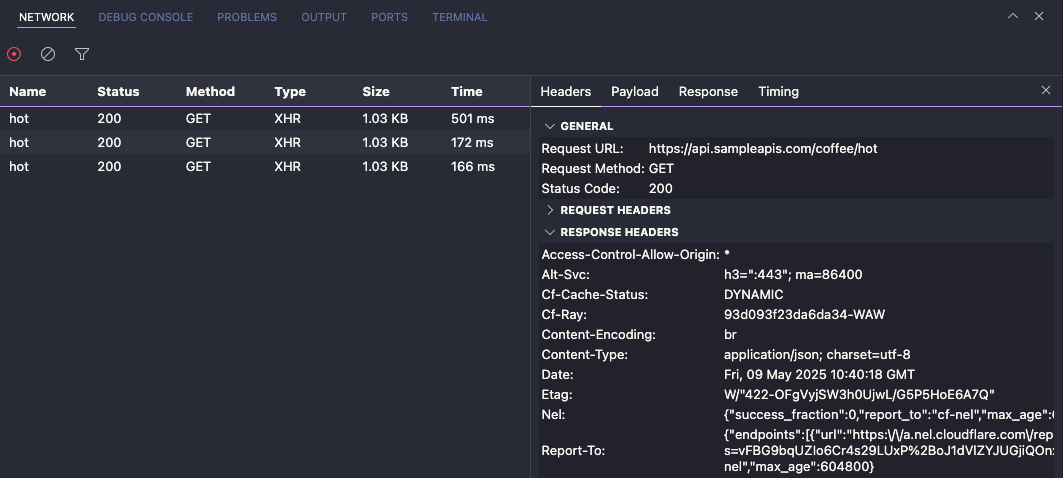 NETWORK DEBUG CONSOLE PROBLEMS OUTPUT PORTS TERMINAL
Name Status Method Type Size Time
hot 200 GET XHR 1.03 KB 501 ms
hot 200 GET XHR 1.03 KB 172 ms
hot 200 GET XHR 1.03 KB 166 ms
Headers Payload Response Timing
GENERAL
Request URL: https://api.sampleapis.com/coffee/hot
Request Method: GET
Status Code: 200
REQUEST HEADERS
RESPONSE HEADERS
Access-Control-Allow-Origin: *
Alt-Svc: h3=":443"; ma=86400
Cf-Cache-Status: DYNAMIC
Cf-Ray: 93d093f23da6da34-WAW
Content-Encoding: br
Content-Type: application/json; charset=utf-8
Date: Fri, 09 May 2025 10:40:18 GMT
Etag: W/"422-OFgVyjSW3h0UjwL/G5P5HoE6A7Q"
Nel: {"success_fraction":0,"report_to":"cf-nel","max_age":
Report-To: {"endpoints":[{"url":"https:\/\/a.nel.cloudflare.com\/rep
s=vFBG9bqUZIo6Cr4s29LUxP%2BoJ1dVlZYJUGjiQOn
nel","max_age":604800}